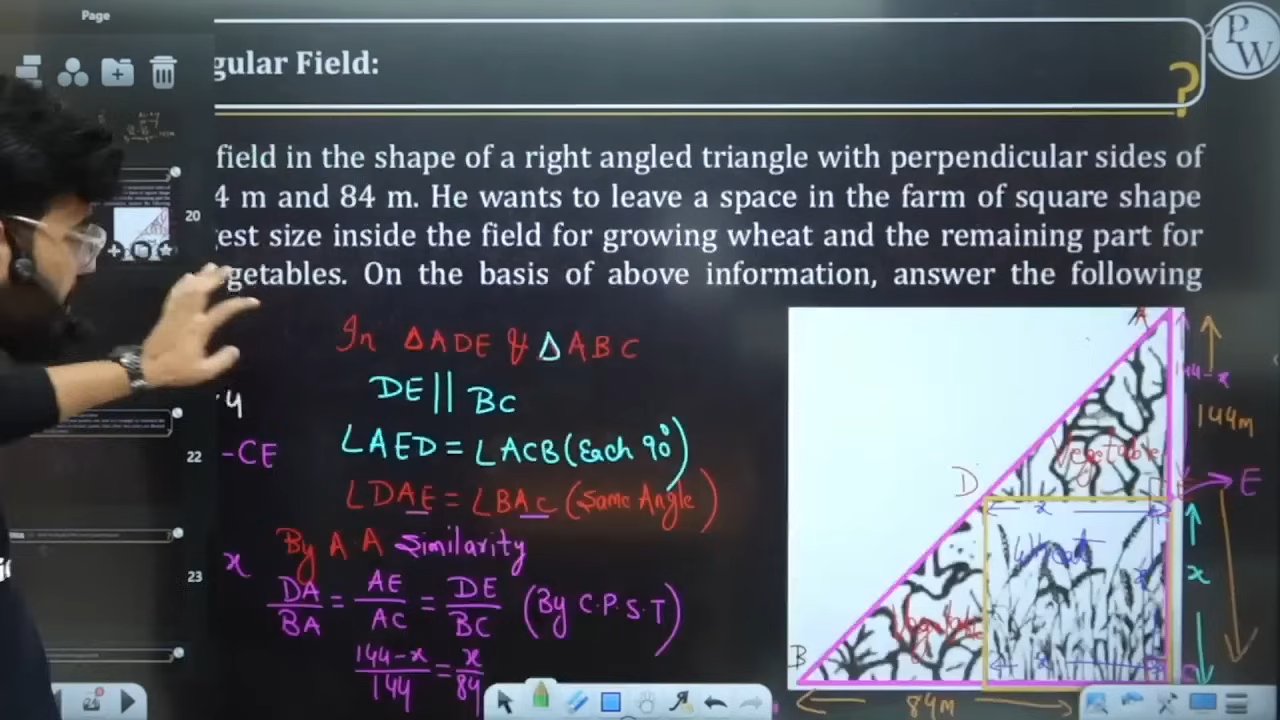 Page
PW
gular Field:
?
field in the shape of a right angled triangle with perpendicular sides of
4 m and 84 m. He wants to leave a space in the farm of square shape
est size inside the field for growing wheat and the remaining part for
getables. On the basis of above information, answer the following
20
22
23
24
In ΔADE & ΔABC
DE || BC
4
∠AED = ∠ACB (Each 90°)
-CE
∠DAE = ∠BAC (Same Angle)
By A.A Similarity
x
DA/BA = AE/AC = DE/BC (By C.P.S.T)
144-x/144 = x/84
A
144-x
144m
Vegetable
D
E
x
Wheat
x
x
Vegetable
x
B
C
84m